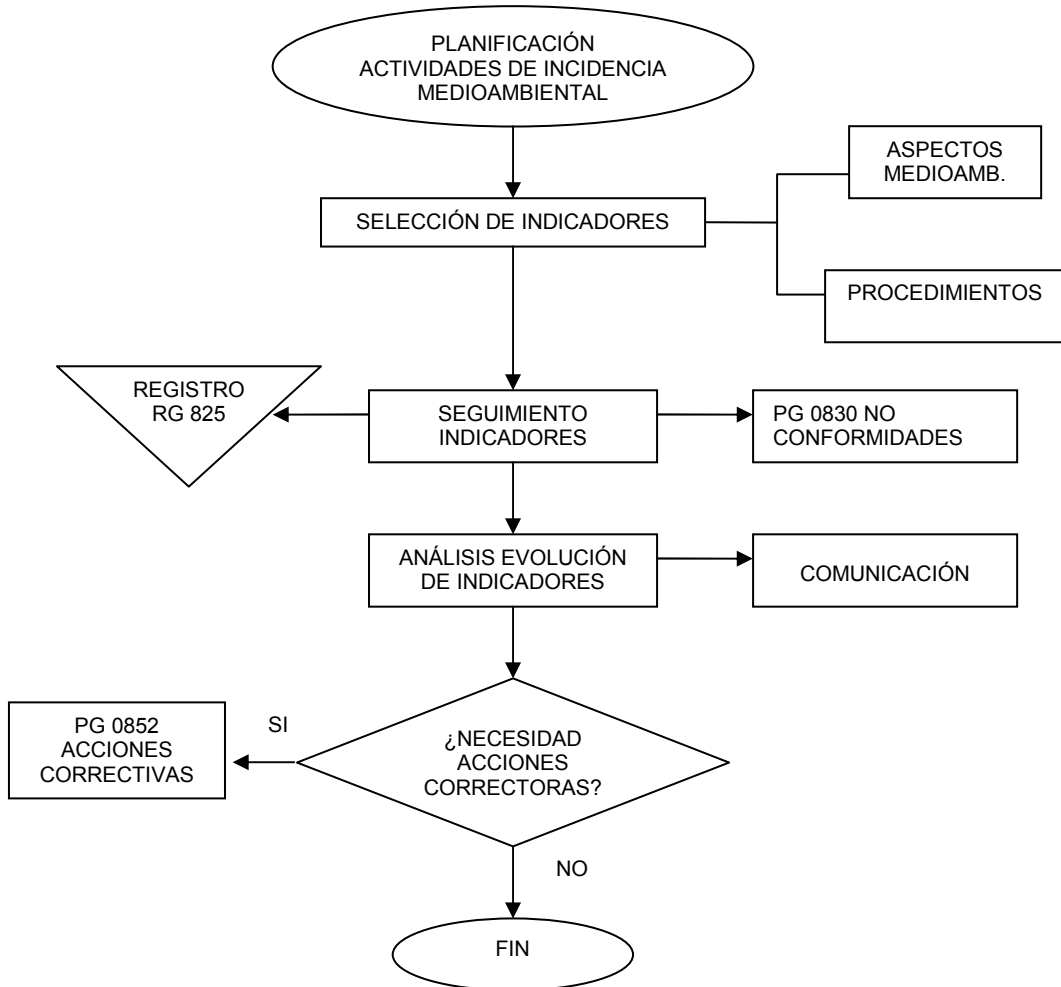 PLANIFICACIÓN
ACTIVIDADES DE INCIDENCIA
MEDIOAMBIENTAL
ASPECTOS
MEDIOAMB.
SELECCIÓN DE INDICADORES
PROCEDIMIENTOS
REGISTRO
RG 825
SEGUIMIENTO
INDICADORES
PG 0830 NO
CONFORMIDADES
ANÁLISIS EVOLUCIÓN
DE INDICADORES
COMUNICACIÓN
PG 0852
ACCIONES
CORRECTIVAS
SI
¿NECESIDAD
ACCIONES
CORRECTORAS?
NO
FIN